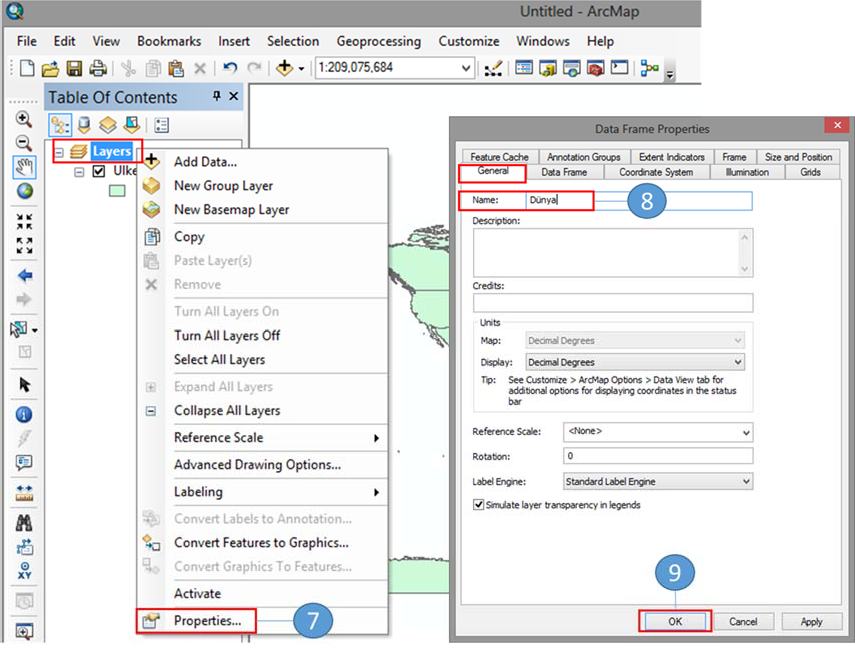 Untitled - ArcMap
File Edit View Bookmarks Insert Selection Geoprocessing Customize Windows Help
1:209,075,684
Table Of Contents
Layers
Ulke
Add Data...
New Group Layer
New Basemap Layer
Copy
Paste Layer(s)
Remove
Turn All Layers On
Turn All Layers Off
Select All Layers
Expand All Layers
Collapse All Layers
Reference Scale
Advanced Drawing Options...
Labeling
Convert Labels to Annotation...
Convert Features to Graphics...
Convert Graphics To Features...
Activate
Properties...
7
XY
Data Frame Properties
Feature Cache Annotation Groups Extent Indicators Frame Size and Position
General Data Frame Coordinate System Illumination Grids
Name: Dünya
8
Description:
Credits:
Units
Map: Decimal Degrees
Display: Decimal Degrees
Tip: See Customize > ArcMap Options > Data View tab for
additional options for displaying coordinates in the status
bar
Reference Scale: <None>
Rotation: 0
Label Engine: Standard Label Engine
Simulate layer transparency in legends
9
OK Cancel Apply